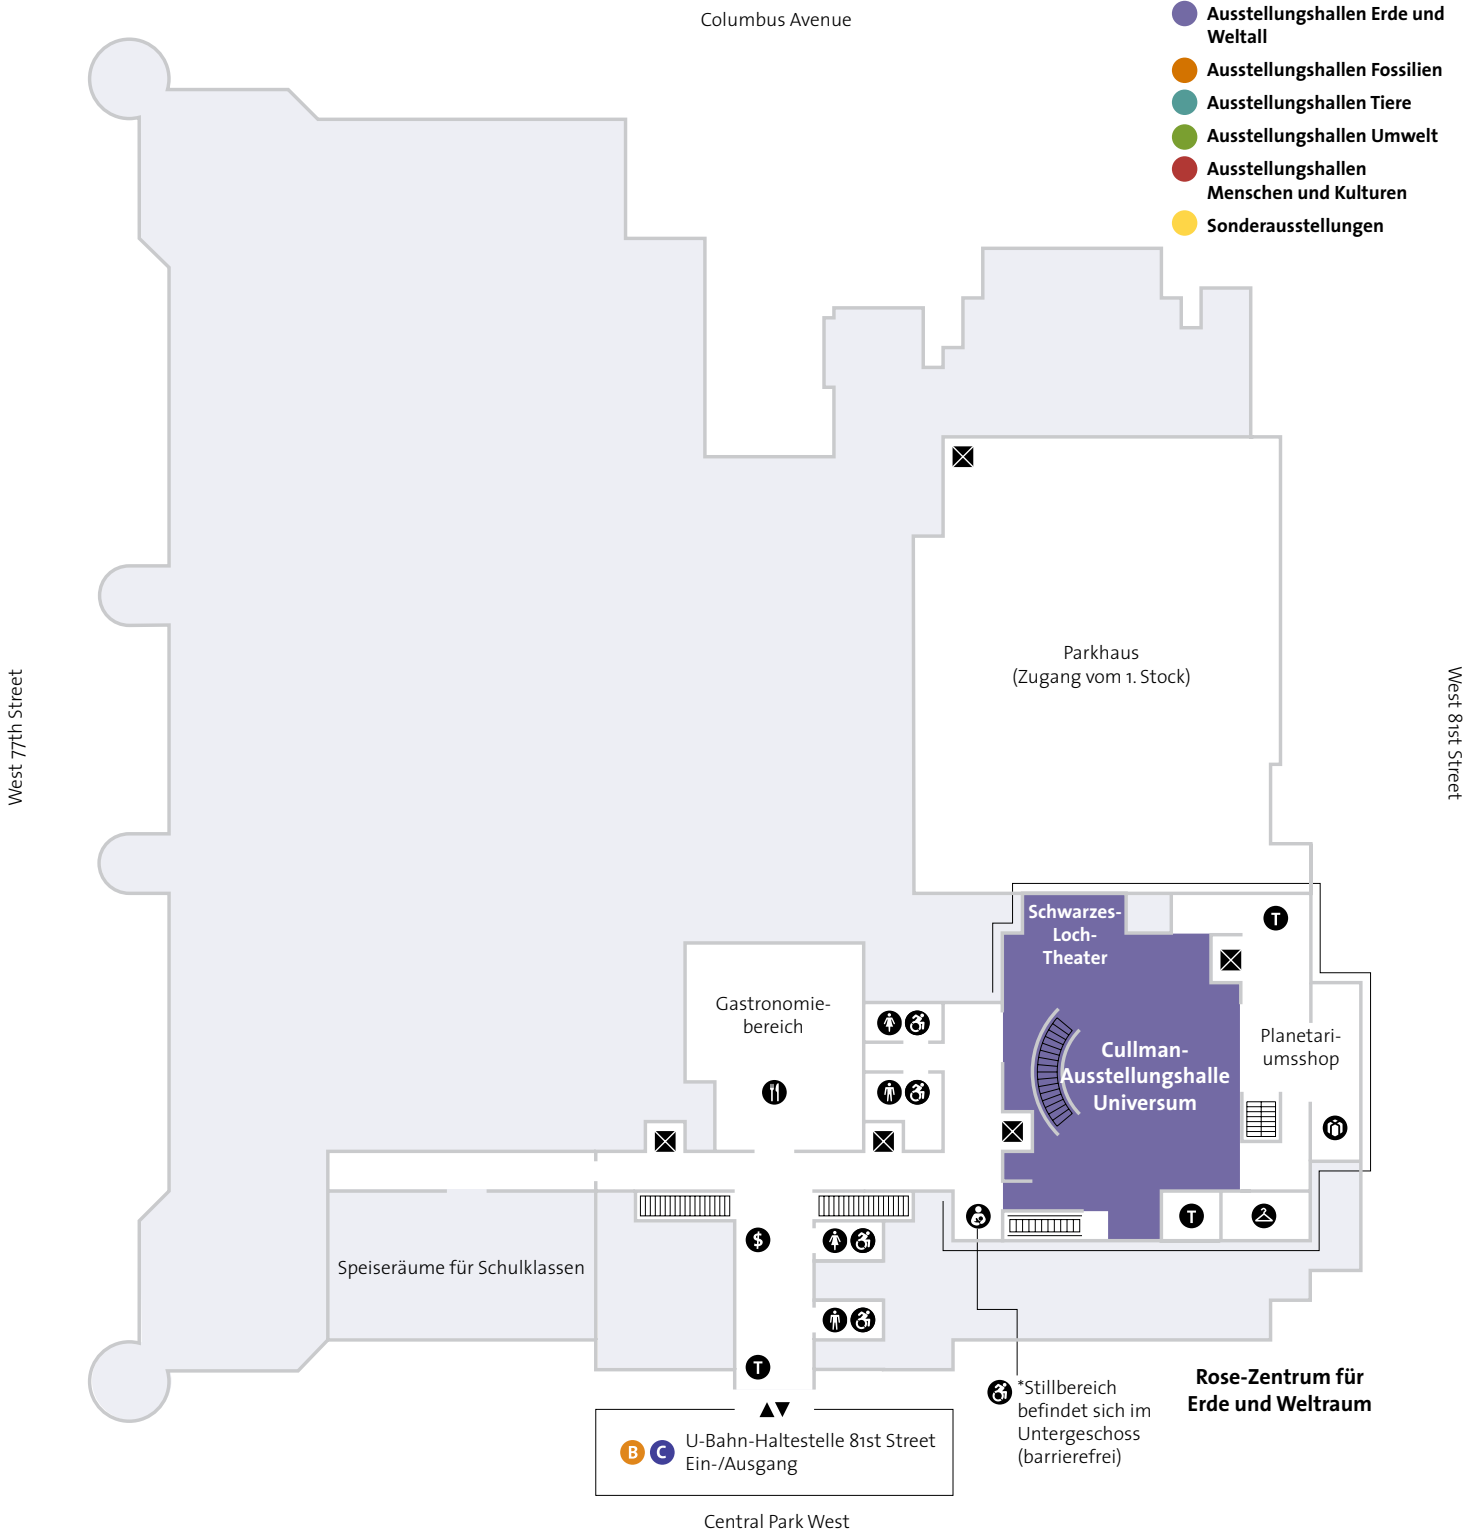 Columbus Avenue
Ausstellungshallen Erde und
Weltall
Ausstellungshallen Fossilien
Ausstellungshallen Tiere
Ausstellungshallen Umwelt
Ausstellungshallen
Menschen und Kulturen
Sonderausstellungen
West 77th Street
West 81st Street
Parkhaus
(Zugang vom 1. Stock)
Schwarzes-
Loch-
Theater
T
Gastronomie-
bereich
Planetari-
umsshop
Cullman-
Ausstellungshalle
Universum
T
$
Speiseräume für Schulklassen
T
*Stillbereich
befindet sich im
Untergeschoss
(barrierefrei)
Rose-Zentrum für
Erde und Weltraum
B C
U-Bahn-Haltestelle 81st Street
Ein-/Ausgang
Central Park West